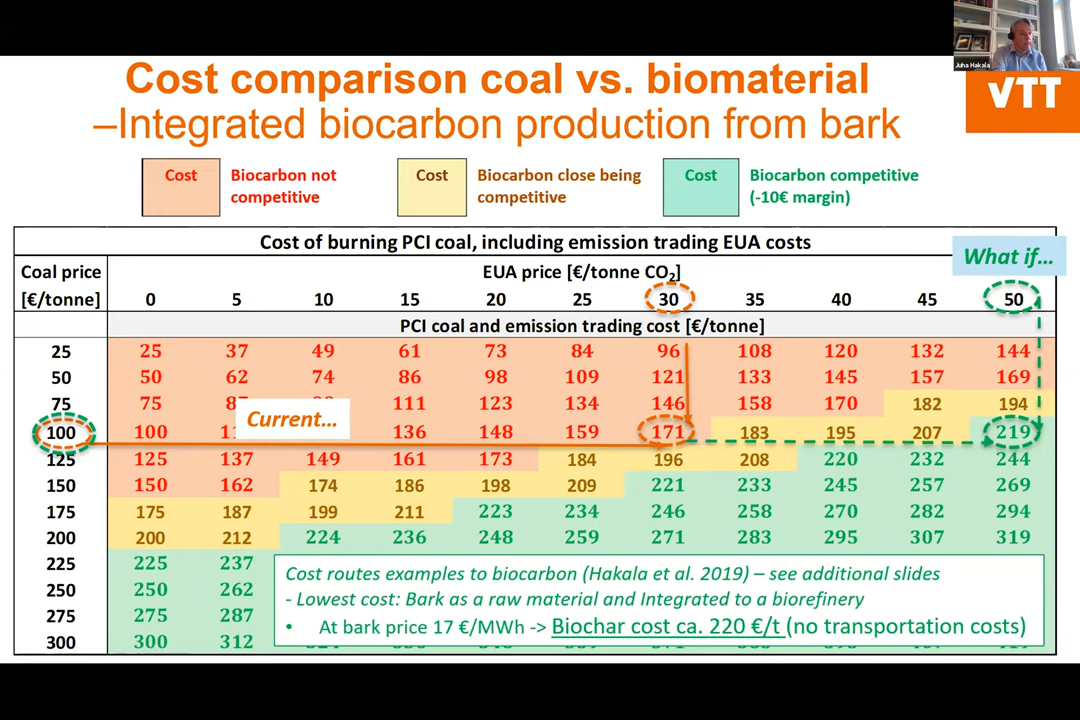 Juha Hakala
VTT
Cost comparison coal vs. biomaterial
–Integrated biocarbon production from bark
Cost Biocarbon not competitive
Cost Biocarbon close being competitive
Cost Biocarbon competitive (-10€ margin)
Cost of burning PCI coal, including emission trading EUA costs
What if...
Coal price [€/tonne]
EUA price [€/tonne CO₂]
0 5 10 15 20 25 30 35 40 45 50
PCI coal and emission trading cost [€/tonne]
25 25 37 49 61 73 84 96 108 120 132 144
50 50 62 74 86 98 109 121 133 145 157 169
75 75 111 123 134 146 158 170 182 194
Current...
100 100 136 148 159 171 183 195 207 219
125 125 137 149 161 173 184 196 208 220 232 244
150 150 162 174 186 198 209 221 233 245 257 269
175 175 187 199 211 223 234 246 258 270 282 294
200 200 212 224 236 248 259 271 283 295 307 319
225 225 237
250 250 262
275 275 287
300 300 312
Cost routes examples to biocarbon (Hakala et al. 2019) – see additional slides
- Lowest cost: Bark as a raw material and Integrated to a biorefinery
• At bark price 17 €/MWh -> Biochar cost ca. 220 €/t (no transportation costs)